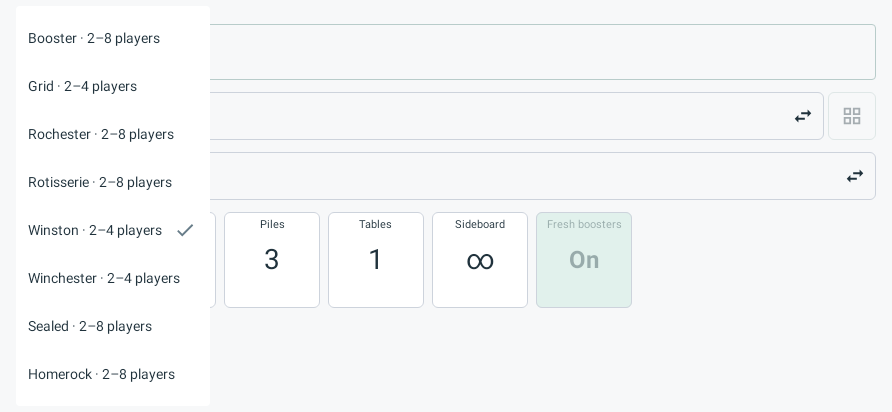 Booster · 2–8 players
Grid · 2–4 players
Rochester · 2–8 players
Rotisserie · 2–8 players
Winston · 2–4 players
Winchester · 2–4 players
Sealed · 2–8 players
Homerock · 2–8 players
Piles
3
Tables
1
Sideboard
∞
Fresh boosters
On